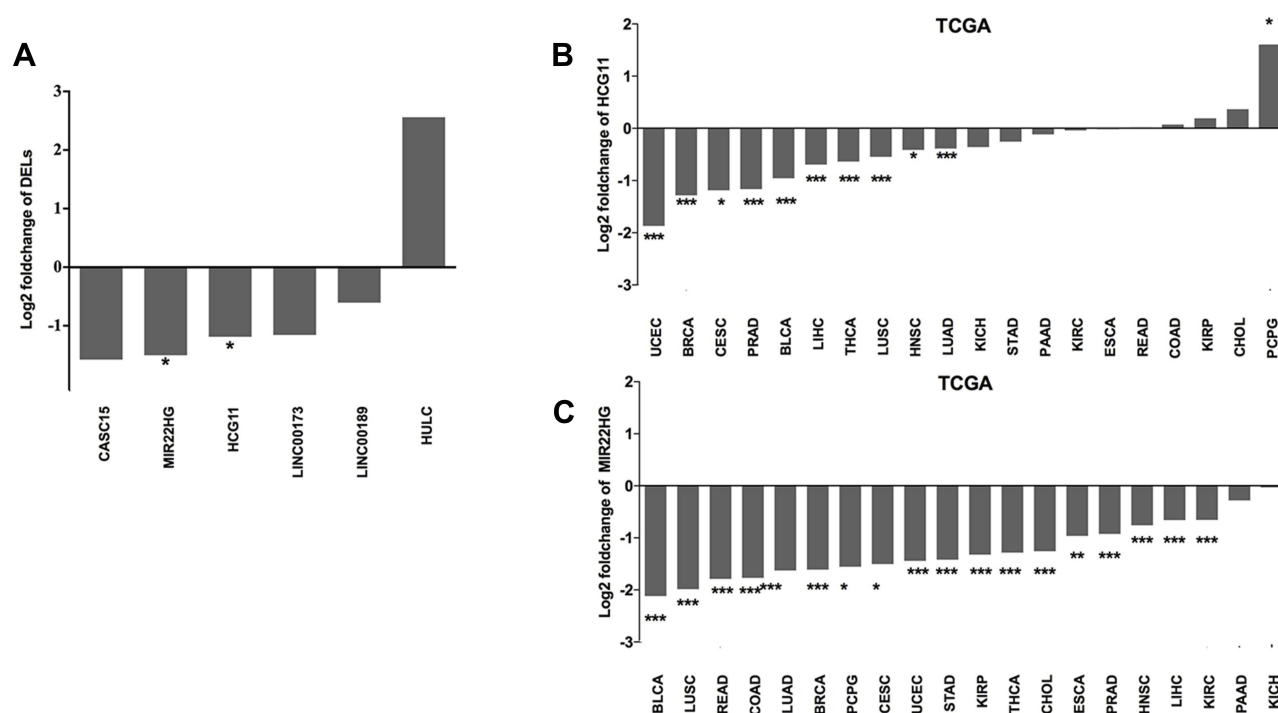 A
Log2 foldchange of DELs
3
2
1
0
-1
* *
CASC15 MIR22HG HCG11 LINC00173 LINC00189 HULC
B
TCGA
Log2 foldchange of HCG11
2
1
0
-1
-2
-3
*** *** * *** *** *** *** *** * *** *
UCEC BRCA CESC PRAD BLCA LIHC THCA LUSC HNSC LUAD KICH STAD PAAD KIRC ESCA READ COAD KIRP CHOL PCPG
C
TCGA
Log2 foldchange of MIR22HG
2
1
0
-1
-2
-3
*** *** *** *** *** *** * * *** *** *** *** *** ** *** *** *** ***
BLCA LUSC READ COAD LUAD BRCA PCPG CESC UCEC STAD KIRP THCA CHOL ESCA PRAD HNSC LIHC KIRC PAAD KICH